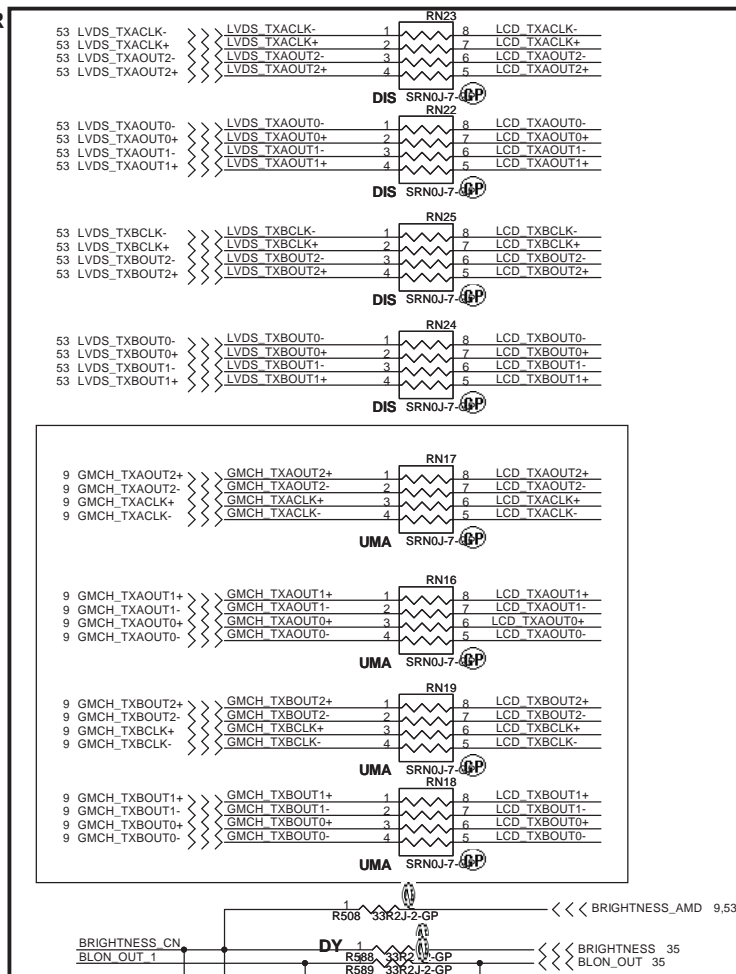 R
RN23
53 LVDS_TXACLK- LVDS_TXACLK- 1 8 LCD_TXACLK-
53 LVDS_TXACLK+ LVDS_TXACLK+ 2 7 LCD_TXACLK+
53 LVDS_TXAOUT2- LVDS_TXAOUT2- 3 6 LCD_TXAOUT2-
53 LVDS_TXAOUT2+ LVDS_TXAOUT2+ 4 5 LCD_TXAOUT2+
DIS SRN0J-7-GP
RN22
53 LVDS_TXAOUT0- LVDS_TXAOUT0- 1 8 LCD_TXAOUT0-
53 LVDS_TXAOUT0+ LVDS_TXAOUT0+ 2 7 LCD_TXAOUT0+
53 LVDS_TXAOUT1- LVDS_TXAOUT1- 3 6 LCD_TXAOUT1-
53 LVDS_TXAOUT1+ LVDS_TXAOUT1+ 4 5 LCD_TXAOUT1+
DIS SRN0J-7-GP
RN25
53 LVDS_TXBCLK- LVDS_TXBCLK- 1 8 LCD_TXBCLK-
53 LVDS_TXBCLK+ LVDS_TXBCLK+ 2 7 LCD_TXBCLK+
53 LVDS_TXBOUT2- LVDS_TXBOUT2- 3 6 LCD_TXBOUT2-
53 LVDS_TXBOUT2+ LVDS_TXBOUT2+ 4 5 LCD_TXBOUT2+
DIS SRN0J-7-GP
RN24
53 LVDS_TXBOUT0- LVDS_TXBOUT0- 1 8 LCD_TXBOUT0-
53 LVDS_TXBOUT0+ LVDS_TXBOUT0+ 2 7 LCD_TXBOUT0+
53 LVDS_TXBOUT1- LVDS_TXBOUT1- 3 6 LCD_TXBOUT1-
53 LVDS_TXBOUT1+ LVDS_TXBOUT1+ 4 5 LCD_TXBOUT1+
DIS SRN0J-7-GP
RN17
9 GMCH_TXAOUT2+ GMCH_TXAOUT2+ 1 8 LCD_TXAOUT2+
9 GMCH_TXAOUT2- GMCH_TXAOUT2- 2 7 LCD_TXAOUT2-
9 GMCH_TXACLK+ GMCH_TXACLK+ 3 6 LCD_TXACLK+
9 GMCH_TXACLK- GMCH_TXACLK- 4 5 LCD_TXACLK-
UMA SRN0J-7-GP
RN16
9 GMCH_TXAOUT1+ GMCH_TXAOUT1+ 1 8 LCD_TXAOUT1+
9 GMCH_TXAOUT1- GMCH_TXAOUT1- 2 7 LCD_TXAOUT1-
9 GMCH_TXAOUT0+ GMCH_TXAOUT0+ 3 6 LCD_TXAOUT0+
9 GMCH_TXAOUT0- GMCH_TXAOUT0- 4 5 LCD_TXAOUT0-
UMA SRN0J-7-GP
RN19
9 GMCH_TXBOUT2+ GMCH_TXBOUT2+ 1 8 LCD_TXBOUT2+
9 GMCH_TXBOUT2- GMCH_TXBOUT2- 2 7 LCD_TXBOUT2-
9 GMCH_TXBCLK+ GMCH_TXBCLK+ 3 6 LCD_TXBCLK+
9 GMCH_TXBCLK- GMCH_TXBCLK- 4 5 LCD_TXBCLK-
UMA SRN0J-7-GP
RN18
9 GMCH_TXBOUT1+ GMCH_TXBOUT1+ 1 8 LCD_TXBOUT1+
9 GMCH_TXBOUT1- GMCH_TXBOUT1- 2 7 LCD_TXBOUT1-
9 GMCH_TXBOUT0+ GMCH_TXBOUT0+ 3 6 LCD_TXBOUT0+
9 GMCH_TXBOUT0- GMCH_TXBOUT0- 4 5 LCD_TXBOUT0-
UMA SRN0J-7-GP
1 BRIGHTNESS_AMD 9,53
R508 33R2J-2-GP
BRIGHTNESS_CN DY 1 BRIGHTNESS 35
BLON_OUT_1 R588 BLON_OUT 35
R589 33R2J-2-GP